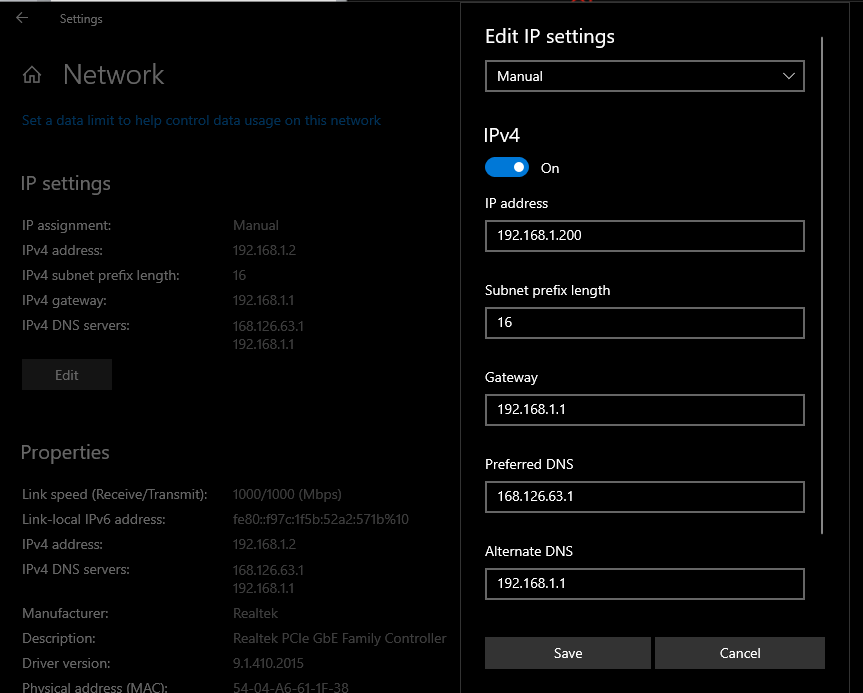 Settings
Network
Set a data limit to help control data usage on this network
IP settings
IP assignment: Manual
IPv4 address: 192.168.1.2
IPv4 subnet prefix length: 16
IPv4 gateway: 192.168.1.1
IPv4 DNS servers: 168.126.63.1
192.168.1.1
Edit
Properties
Link speed (Receive/Transmit): 1000/1000 (Mbps)
Link-local IPv6 address: fe80::f97c:1f5b:52a2:571b%10
IPv4 address: 192.168.1.2
IPv4 DNS servers: 168.126.63.1
192.168.1.1
Manufacturer: Realtek
Description: Realtek PCIe GbE Family Controller
Driver version: 9.1.410.2015
Physical address (MAC): 54-04-A6-61-1F-38
Edit IP settings
Manual
IPv4
On
IP address
192.168.1.200
Subnet prefix length
16
Gateway
192.168.1.1
Preferred DNS
168.126.63.1
Alternate DNS
192.168.1.1
Save
Cancel